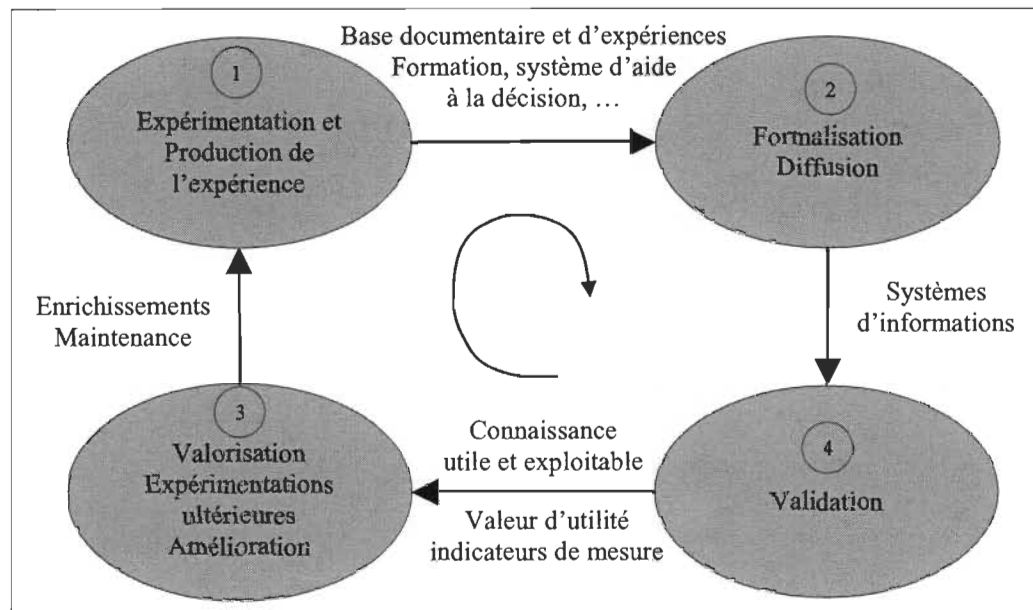 1
Expérimentation et
Production de
l'expérience
Base documentaire et d'expériences
Formation, système d'aide
à la décision, …
2
Formalisation
Diffusion
Systèmes
d'informations
4
Validation
Connaissance
utile et exploitable
Valeur d'utilité
indicateurs de mesure
3
Valorisation
Expérimentations
ultérieures
Amélioration
Enrichissements
Maintenance